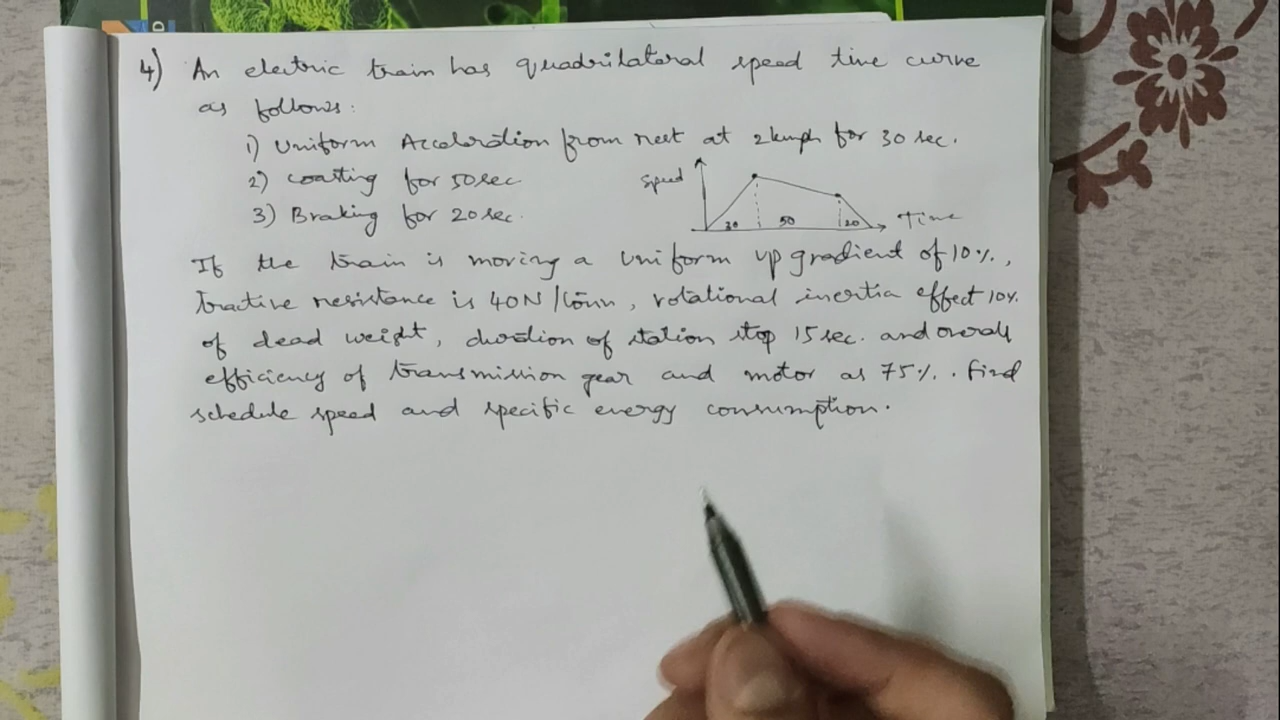 4) An electric train has quadrilateral speed time curve
as follows:
1) Uniform Acceleration from rest at 2kmph for 30 sec.
2) coasting for 50sec
3) Braking for 20sec.
Speed
30 50 20 Time
If the train is moving a uniform up gradient of 10%,
tractive resistance is 40N/tonn, rotational inertia effect 10%
of dead weight, duration of station stop 15sec. and overall
efficiency of transmission gear and motor as 75%. find
schedule speed and specific energy consumption.